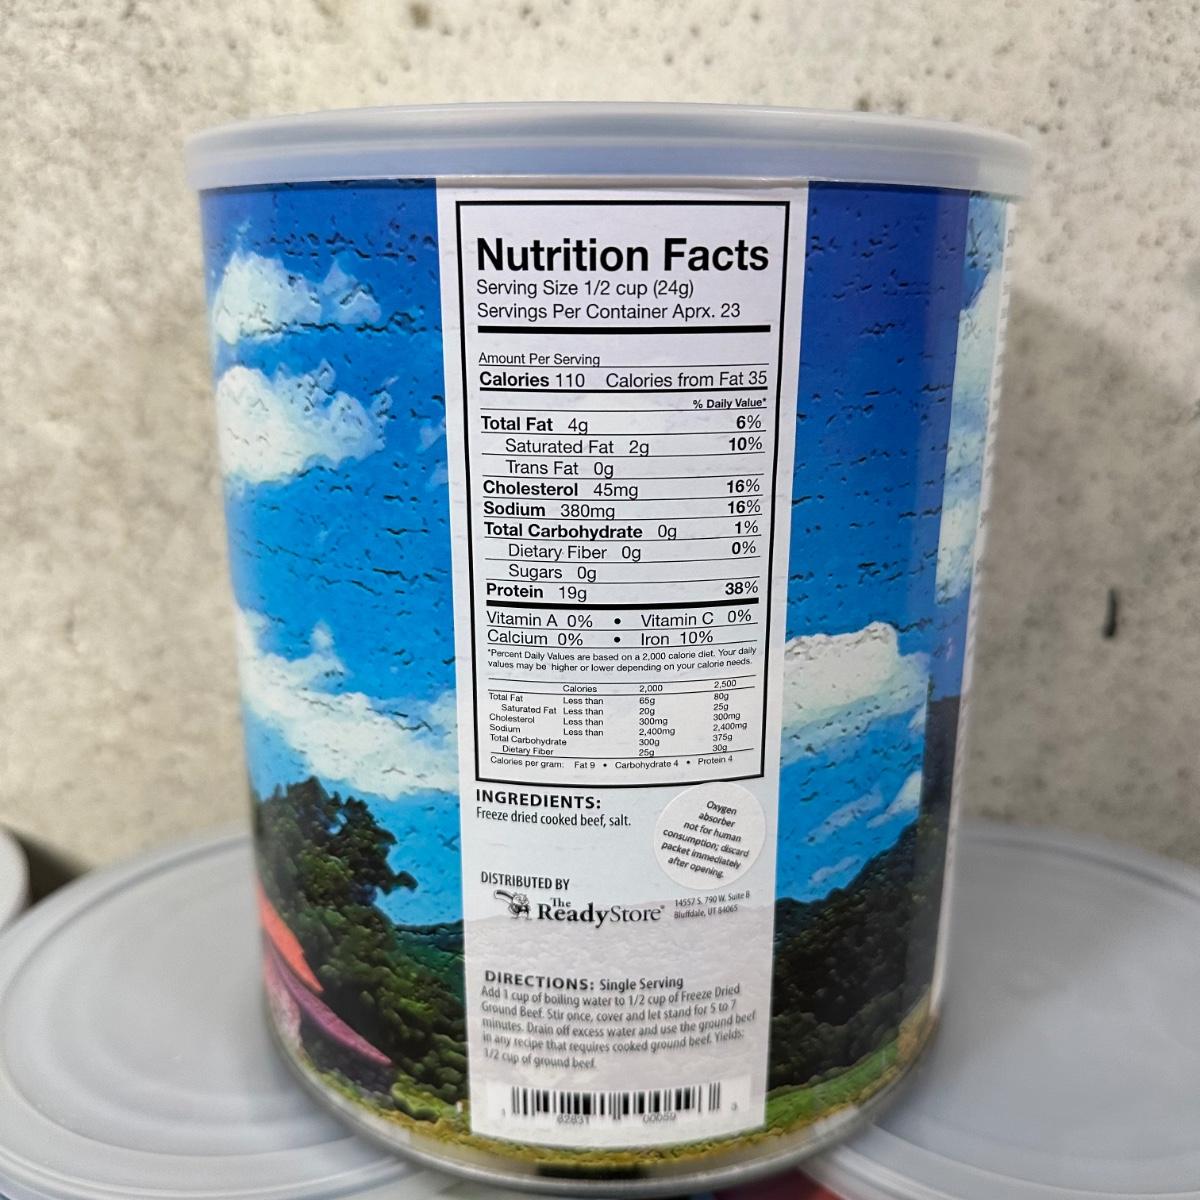 Nutrition Facts
Serving Size 1/2 cup (24g)
Servings Per Container Aprx. 23
Amount Per Serving
Calories 110 Calories from Fat 35
% Daily Value*
Total Fat 4g 6%
Saturated Fat 2g 10%
Trans Fat 0g
Cholesterol 45mg 16%
Sodium 380mg 16%
Total Carbohydrate 0g 1%
Dietary Fiber 0g 0%
Sugars 0g
Protein 19g 38%
Vitamin A 0% • Vitamin C 0%
Calcium 0% • Iron 10%
*Percent Daily Values are based on a 2,000 calorie diet. Your daily
values may be higher or lower depending on your calorie needs.
Calories 2,000 2,500
Total Fat Less than 65g 80g
Saturated Fat Less than 20g 25g
Cholesterol Less than 300mg 300mg
Sodium Less than 2,400mg 2,400mg
Total Carbohydrate 300g 375g
Dietary Fiber 25g 30g
Calories per gram: Fat 9 • Carbohydrate 4 • Protein 4
INGREDIENTS:
Freeze dried cooked beef, salt.
Oxygen
absorber
not for human
consumption; discard
packet immediately
after opening.
DISTRIBUTED BY
The
ReadyStore®
14557 S. 790 W. Suite B
Bluffdale, UT 84065
DIRECTIONS: Single Serving
Add 1 cup of boiling water to 1/2 cup of Freeze Dried
Ground Beef. Stir once, cover and let stand for 5 to 7
minutes. Drain off excess water and use the ground beef
in any recipe that requires cooked ground beef. Yields:
1/2 cup of ground beef.